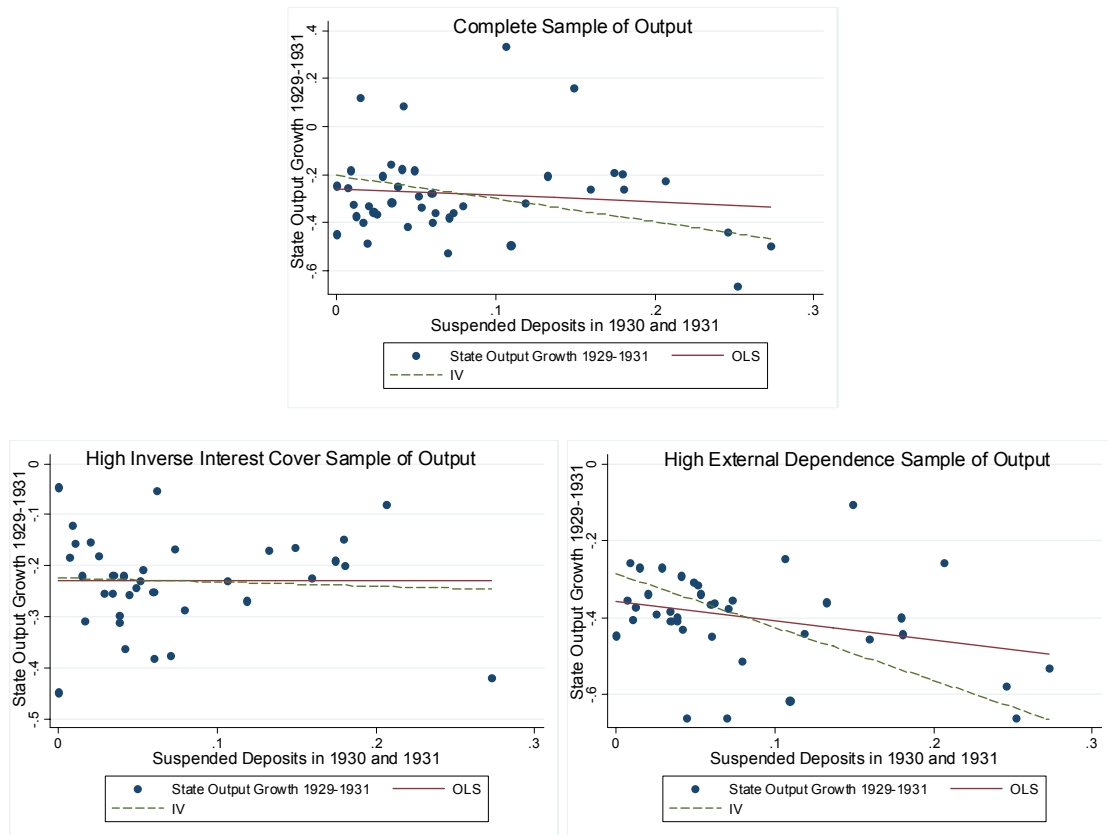 Complete Sample of Output
State Output Growth 1929-1931
.4
.2
0
-.2
-.4
-.6
0 .1 .2 .3
Suspended Deposits in 1930 and 1931
State Output Growth 1929-1931 OLS
IV
High Inverse Interest Cover Sample of Output
State Output Growth 1929-1931
0
-.1
-.2
-.3
-.4
-.5
0 .1 .2 .3
Suspended Deposits in 1930 and 1931
State Output Growth 1929-1931 OLS
IV
High External Dependence Sample of Output
State Output Growth 1929-1931
0
-.2
-.4
-.6
0 .1 .2 .3
Suspended Deposits in 1930 and 1931
State Output Growth 1929-1931 OLS
IV